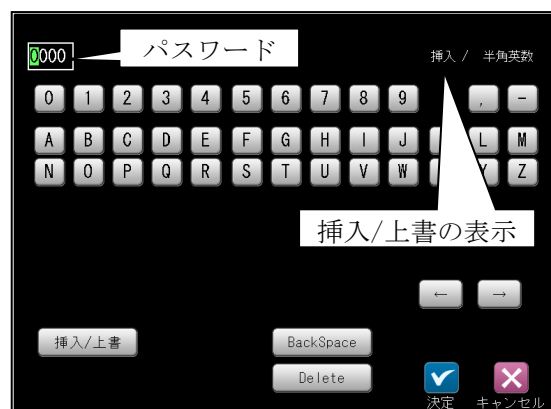 0000
パスワード
挿入 / 半角英数
0 1 2 3 4 5 6 7 8 9 , -
A B C D E F G H I J L M
N O P Q R S T U V W Y Z
挿入/上書の表示
← →
挿入/上書
BackSpace
Delete
決定
キャンセル